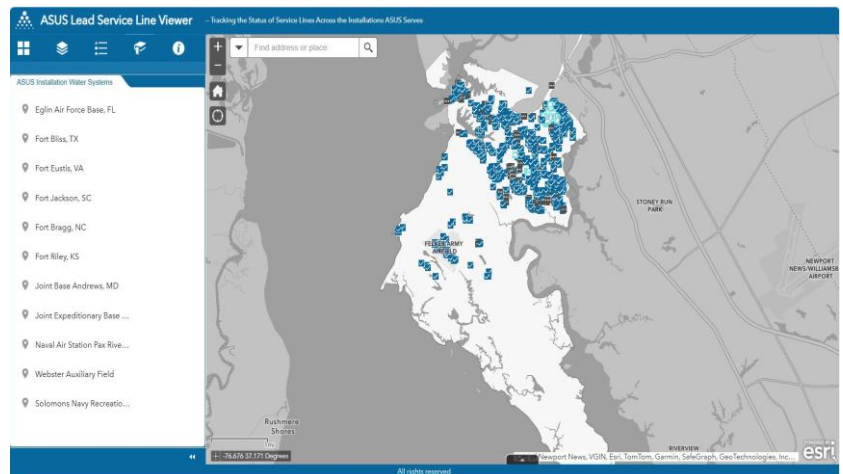 ASUS Lead Service Line Viewer
– Tracking the Status of Service Lines Across the Installations ASUS Serves
Find address or place
ASUS Installation Water Systems
Eglin Air Force Base, FL
Fort Bliss, TX
Fort Eustis, VA
Fort Jackson, SC
Fort Bragg, NC
Fort Riley, KS
Joint Base Andrews, MD
Joint Expeditionary Base ...
Naval Air Station Pax Rive...
Webster Auxiliary Field
Solomons Navy Recreatio...
STONEY RUN
PARK
NEWPORT
NEWS/WILLIAMSB
AIRPORT
FELKER ARMY
AIRFIELD
Rushmere
Shores
RIVERVIEW
-76.676 37.171 Degrees
Newport News, VGIN, Esri, TomTom, Garmin, SafeGraph, GeoTechnologies, Inc...
POWERED BY
esri
All rights reserved